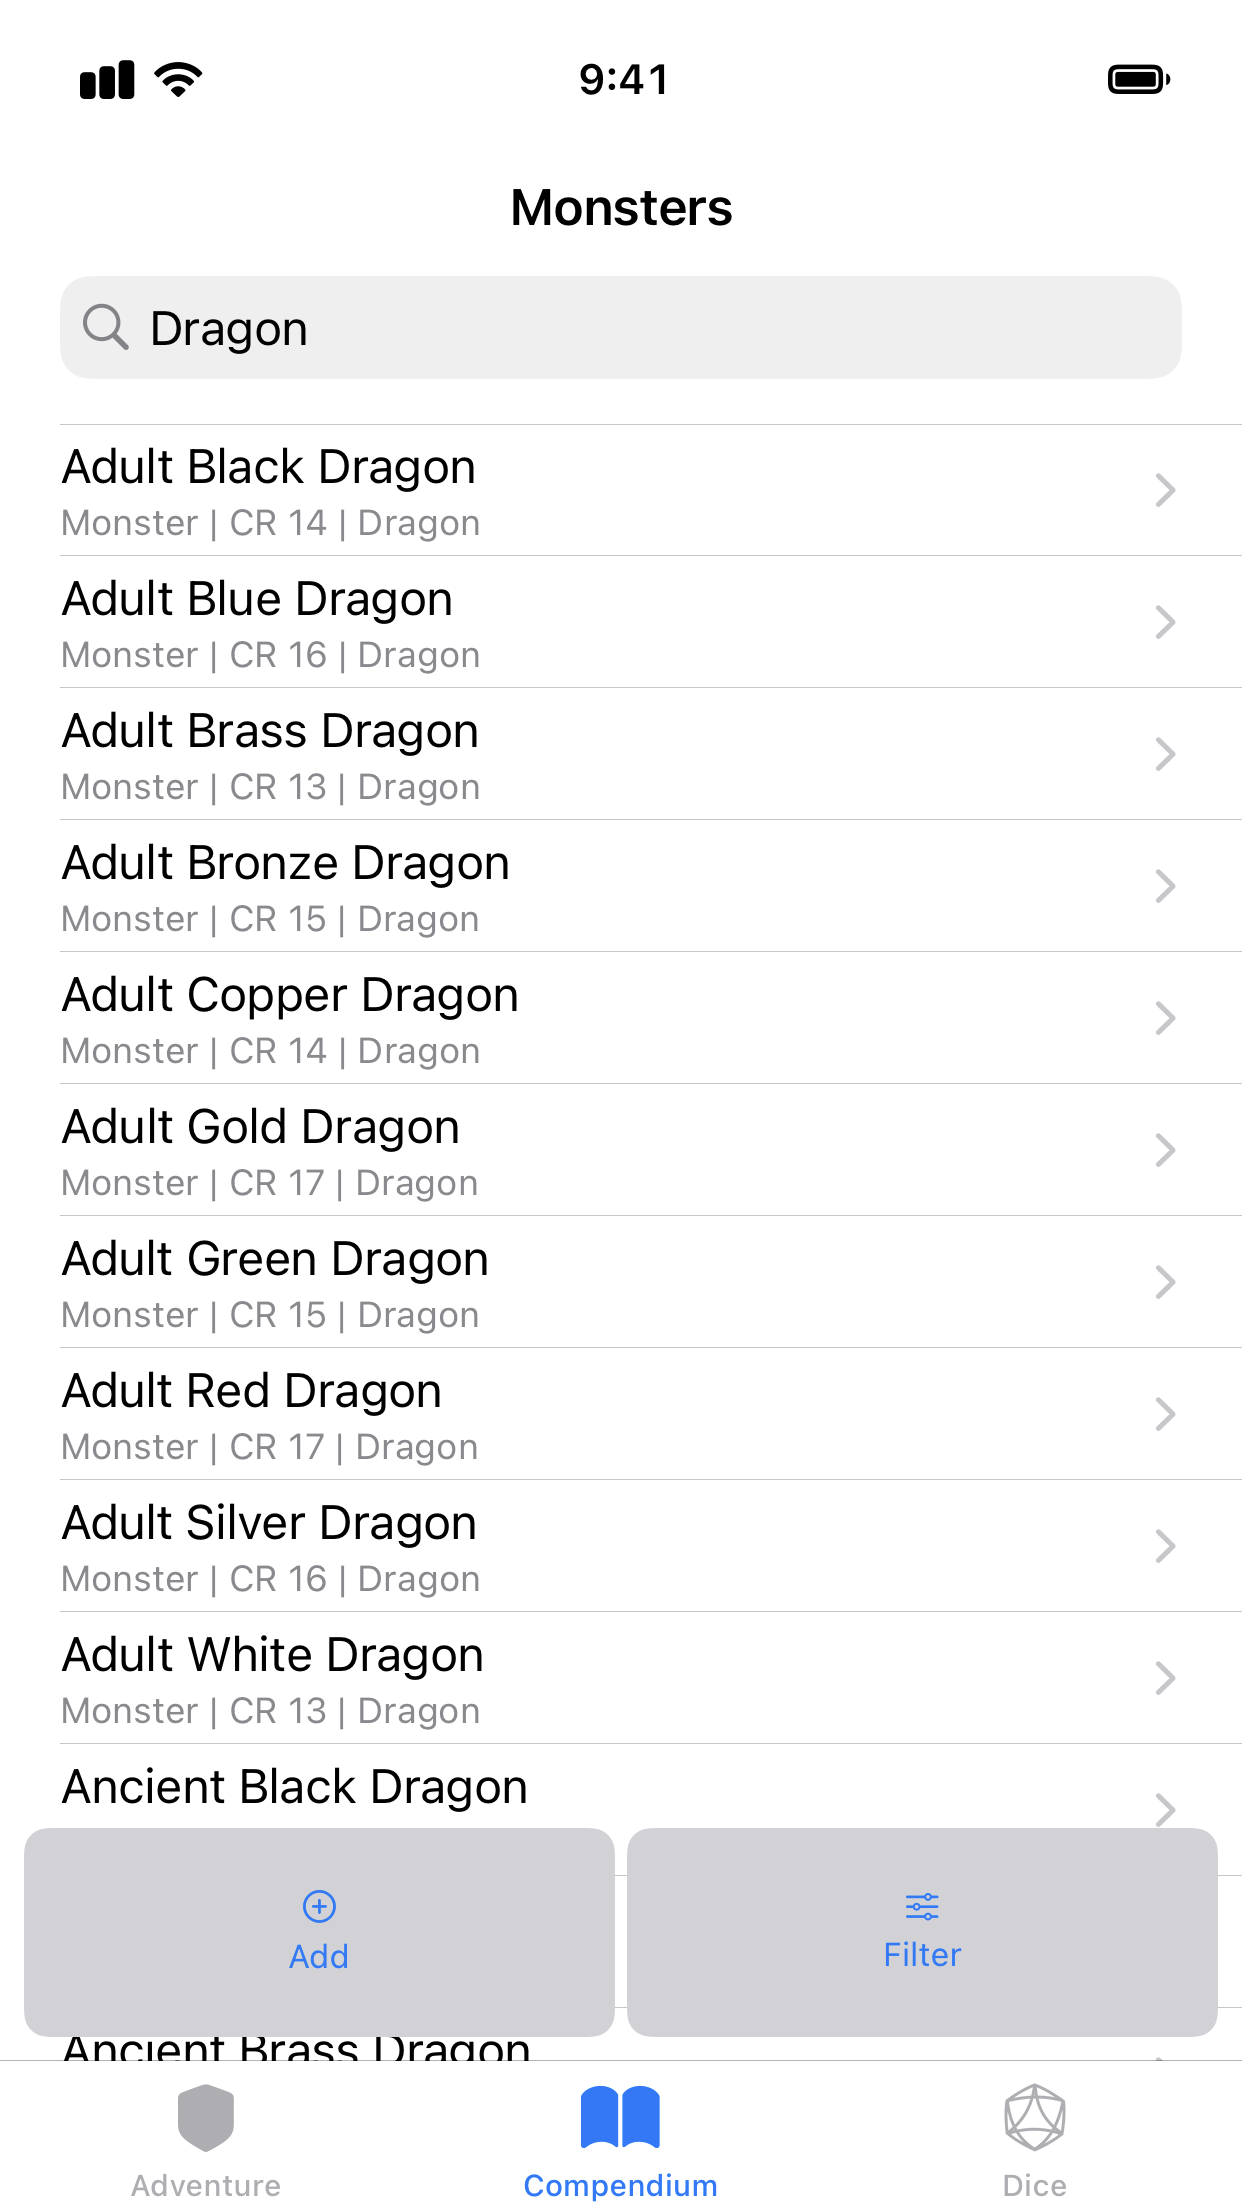 9:41
Monsters
Dragon
Adult Black Dragon
Monster | CR 14 | Dragon
Adult Blue Dragon
Monster | CR 16 | Dragon
Adult Brass Dragon
Monster | CR 13 | Dragon
Adult Bronze Dragon
Monster | CR 15 | Dragon
Adult Copper Dragon
Monster | CR 14 | Dragon
Adult Gold Dragon
Monster | CR 17 | Dragon
Adult Green Dragon
Monster | CR 15 | Dragon
Adult Red Dragon
Monster | CR 17 | Dragon
Adult Silver Dragon
Monster | CR 16 | Dragon
Adult White Dragon
Monster | CR 13 | Dragon
Ancient Black Dragon
Add
Filter
Ancient Brass Dragon
Adventure
Compendium
Dice